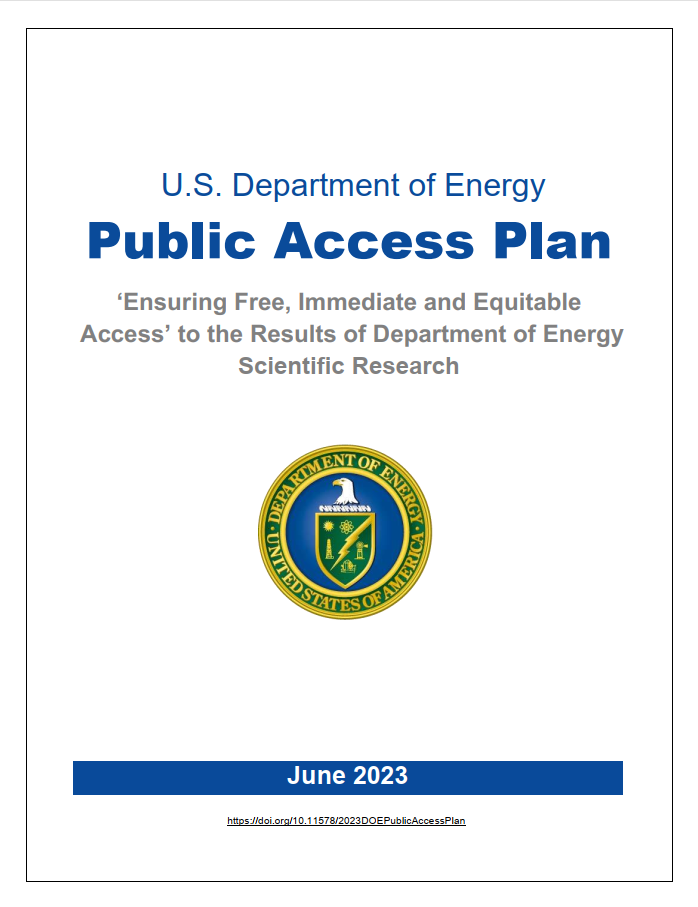 U.S. Department of Energy
Public Access Plan
‘Ensuring Free, Immediate and Equitable
Access’ to the Results of Department of Energy
Scientific Research
DEPARTMENT OF ENERGY
UNITED STATES OF AMERICA
June 2023
https://doi.org/10.11578/2023DOEPublicAccessPlan